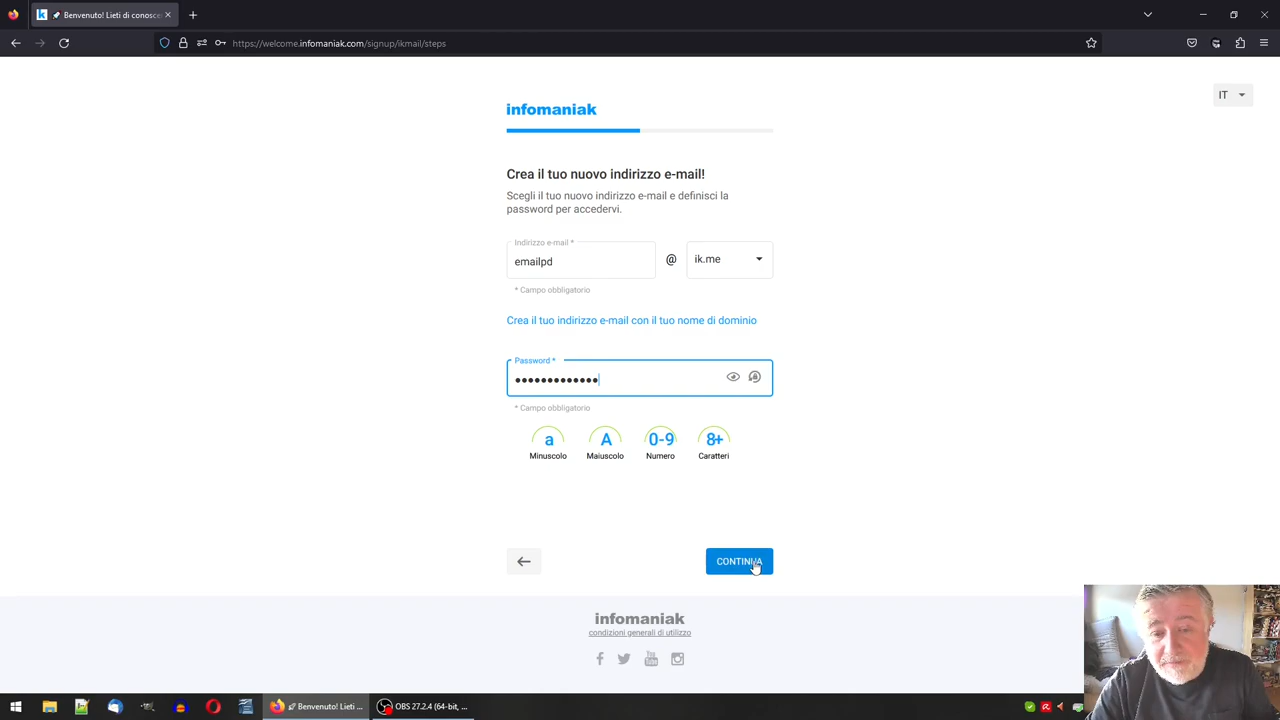 Benvenuto! Lieti di conosce
https://welcome.infomaniak.com/signup/ikmail/steps
IT
infomaniak
Crea il tuo nuovo indirizzo e-mail!
Scegli il tuo nuovo indirizzo e-mail e definisci la
password per accedervi.
Indirizzo e-mail *
emailpd
@
ik.me
* Campo obbligatorio
Crea il tuo indirizzo e-mail con il tuo nome di dominio
Password *
•••••••••••••
* Campo obbligatorio
a A 0-9 8+
Minuscolo Maiuscolo Numero Caratteri
CONTINUA
infomaniak
condizioni generali di utilizzo
Benvenuto! Lieti ...
OBS 27.2.4 (64-bit, ...